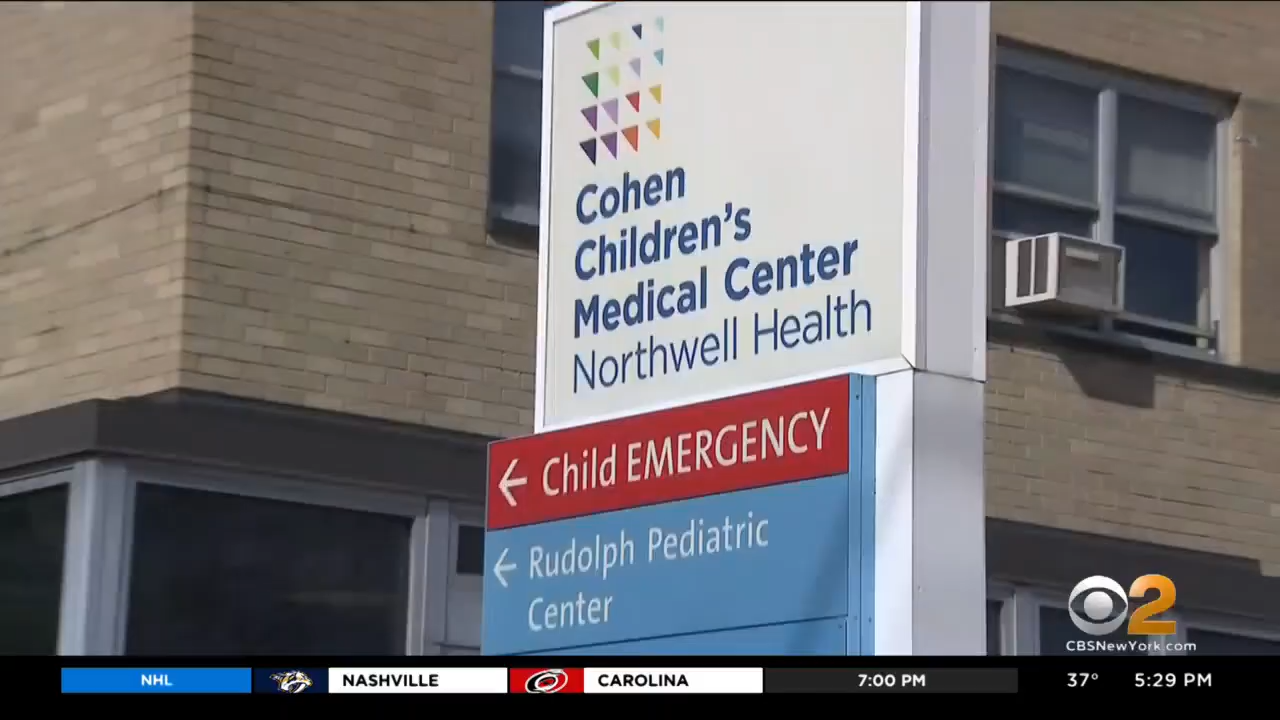 Cohen
Children's
Medical Center
Northwell Health
← Child EMERGENCY
← Rudolph Pediatric
Center
2
CBSNewYork.com
NHL NASHVILLE CAROLINA 7:00 PM 37° 5:29 PM